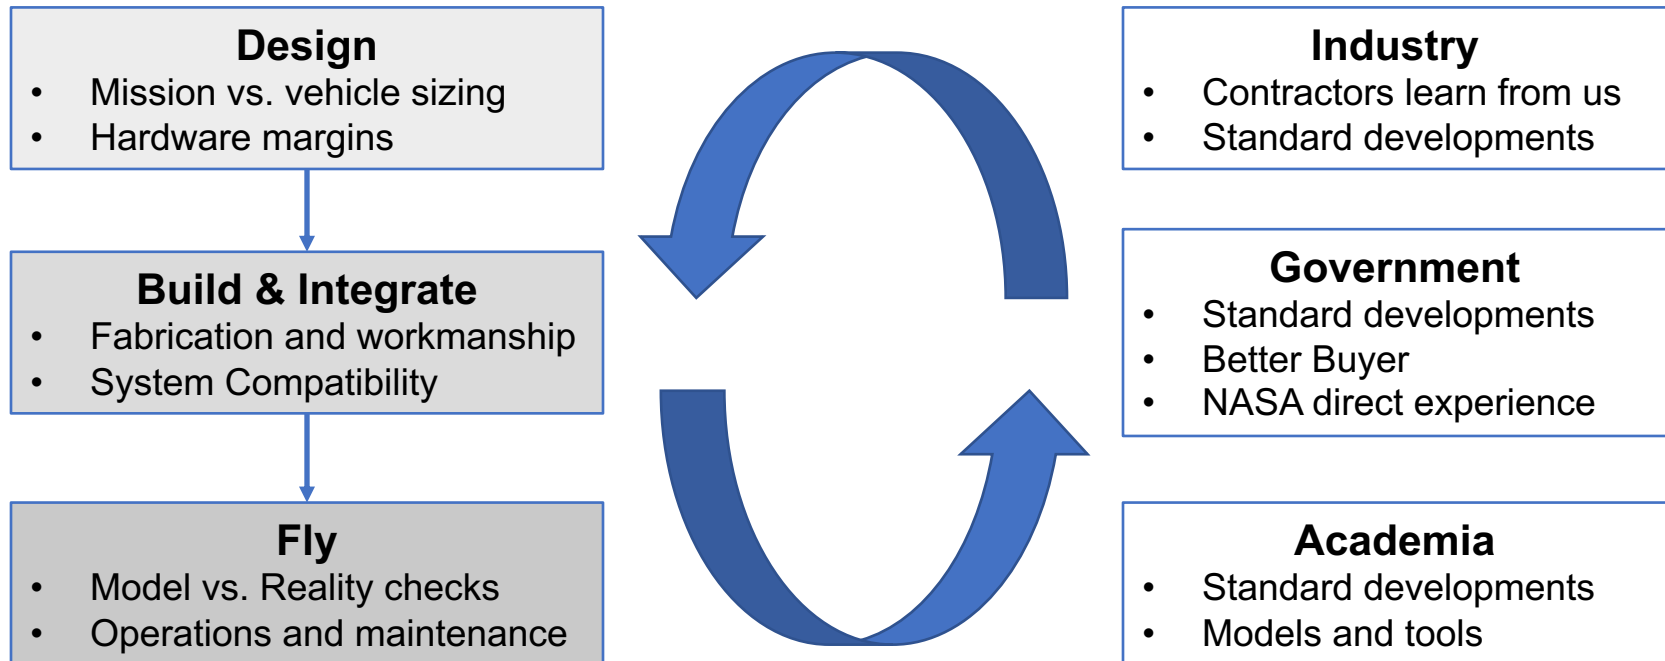 Design
• Mission vs. vehicle sizing
• Hardware margins
Build & Integrate
• Fabrication and workmanship
• System Compatibility
Fly
• Model vs. Reality checks
• Operations and maintenance
Industry
• Contractors learn from us
• Standard developments
Government
• Standard developments
• Better Buyer
• NASA direct experience
Academia
• Standard developments
• Models and tools